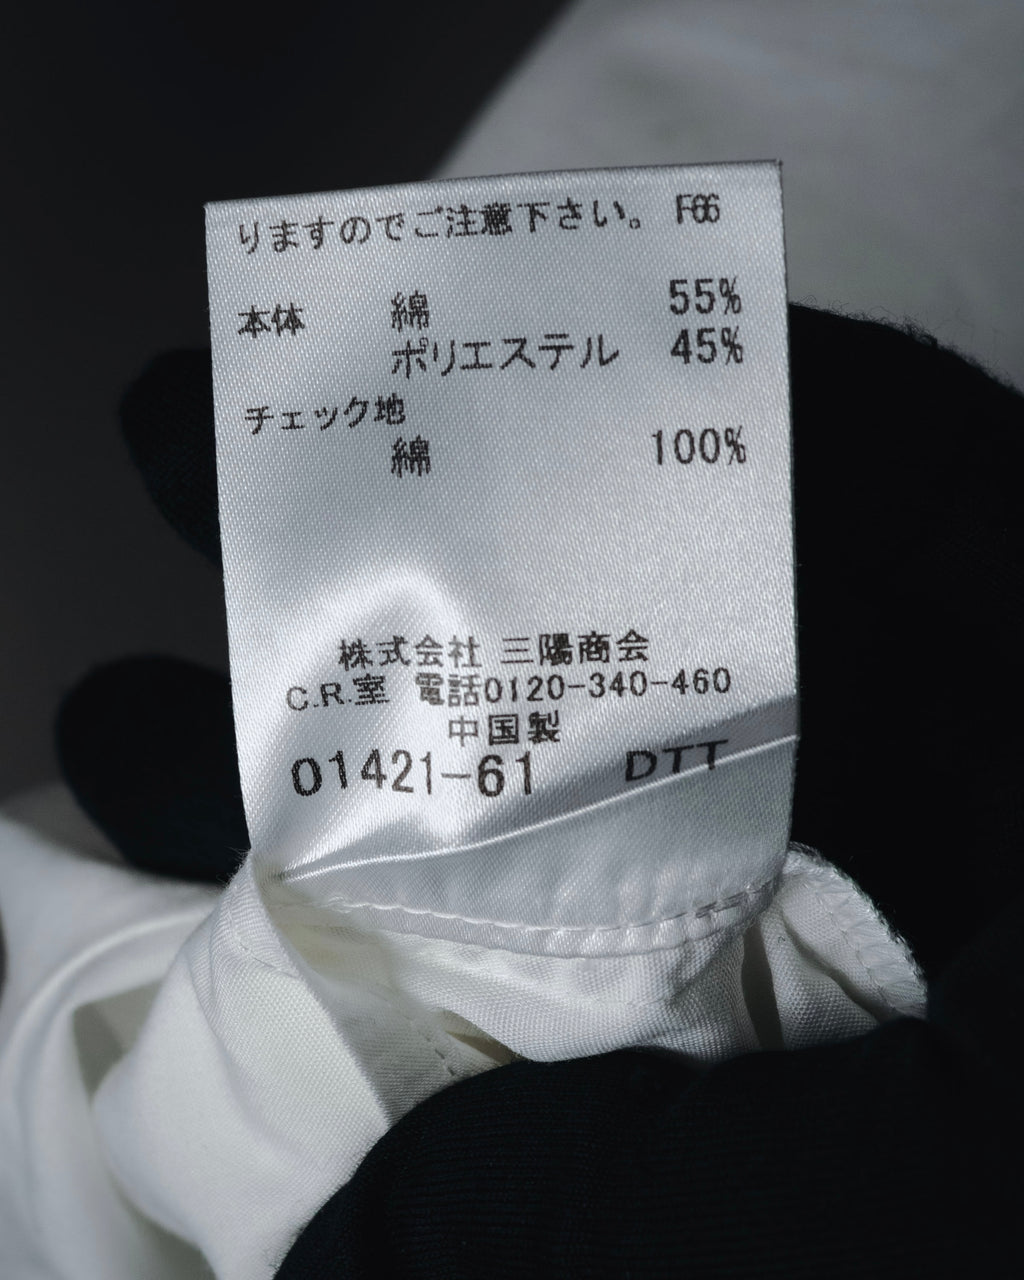 りますのでご注意下さい。 F66
本体 綿 55%
ポリエステル 45%
チェック地
綿 100%
株式会社 三陽商会
C.R.室 電話0120-340-460
中国製
01421-61 DTT